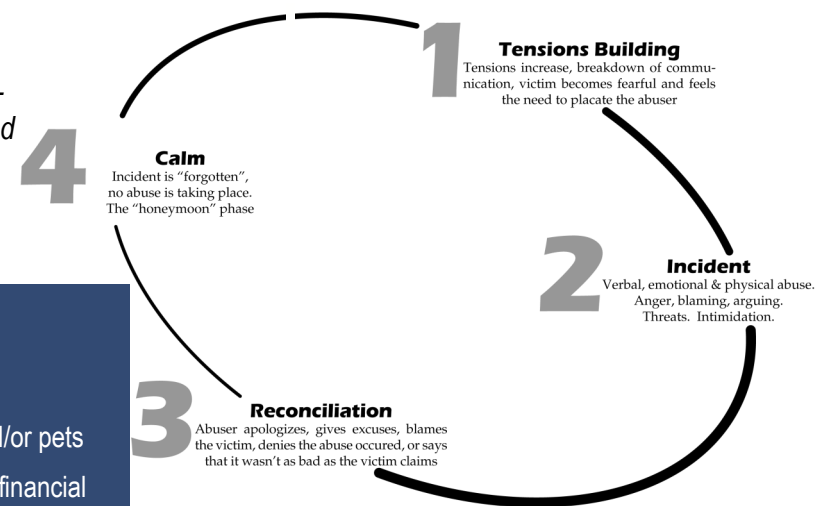 1
Tensions Building
Tensions increase, breakdown of commu-
nication, victim becomes fearful and feels
the need to placate the abuser
2
Incident
Verbal, emotional & physical abuse.
Anger, blaming, arguing.
Threats. Intimidation.
3
Reconciliation
Abuser apologizes, gives excuses, blames
the victim, denies the abuse occured, or says
that it wasn't as bad as the victim claims
4
Calm
Incident is "forgotten",
no abuse is taking place.
The "honeymoon" phase
/or pets
financial